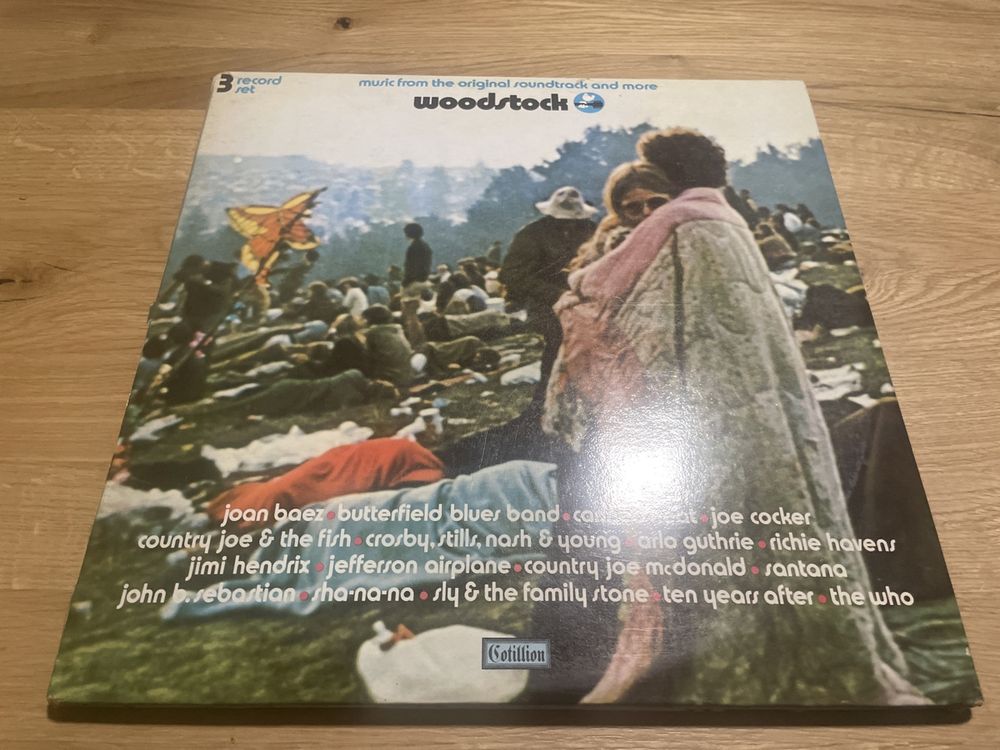 3 record
set
music from the original soundtrack and more
woodstock
joan baez • butterfield blues band • • joe cocker
country joe & the fish • crosby, stills, nash & young • arlo guthrie • richie havens
jimi hendrix • jefferson airplane • country joe mcdonald • santana
john b. sebastian • sha-na-na • sly & the family stone • ten years after • the who
Cotillion